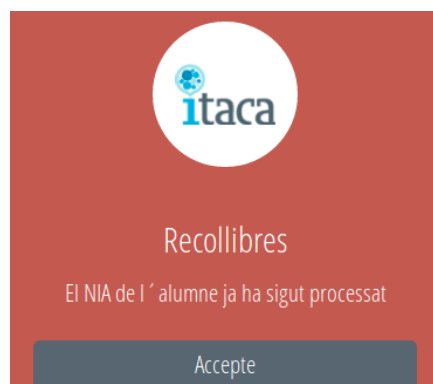 itaca
Recollibres
El NIA de l ´ alumne ja ha sigut processat
Accepte